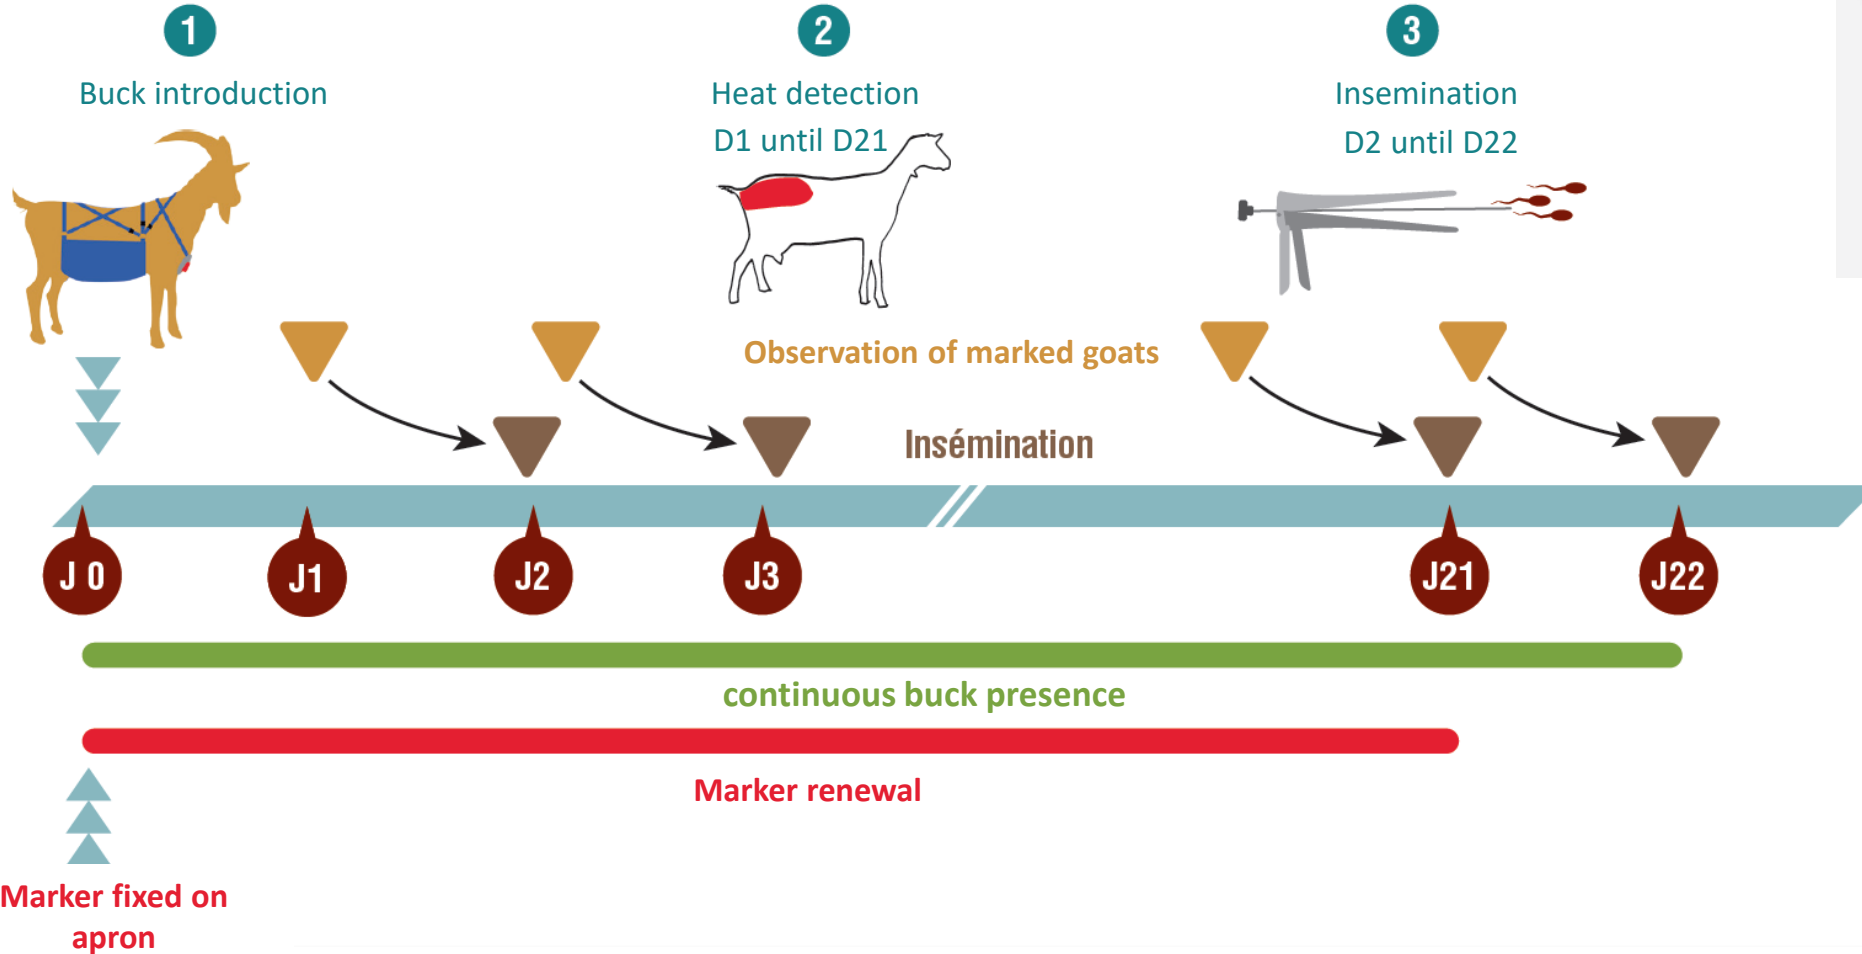 1
Buck introduction
2
Heat detection
D1 until D21
3
Insemination
D2 until D22
Observation of marked goats
Insémination
J 0
J1
J2
J3
J21
J22
continuous buck presence
Marker renewal
Marker fixed on
apron